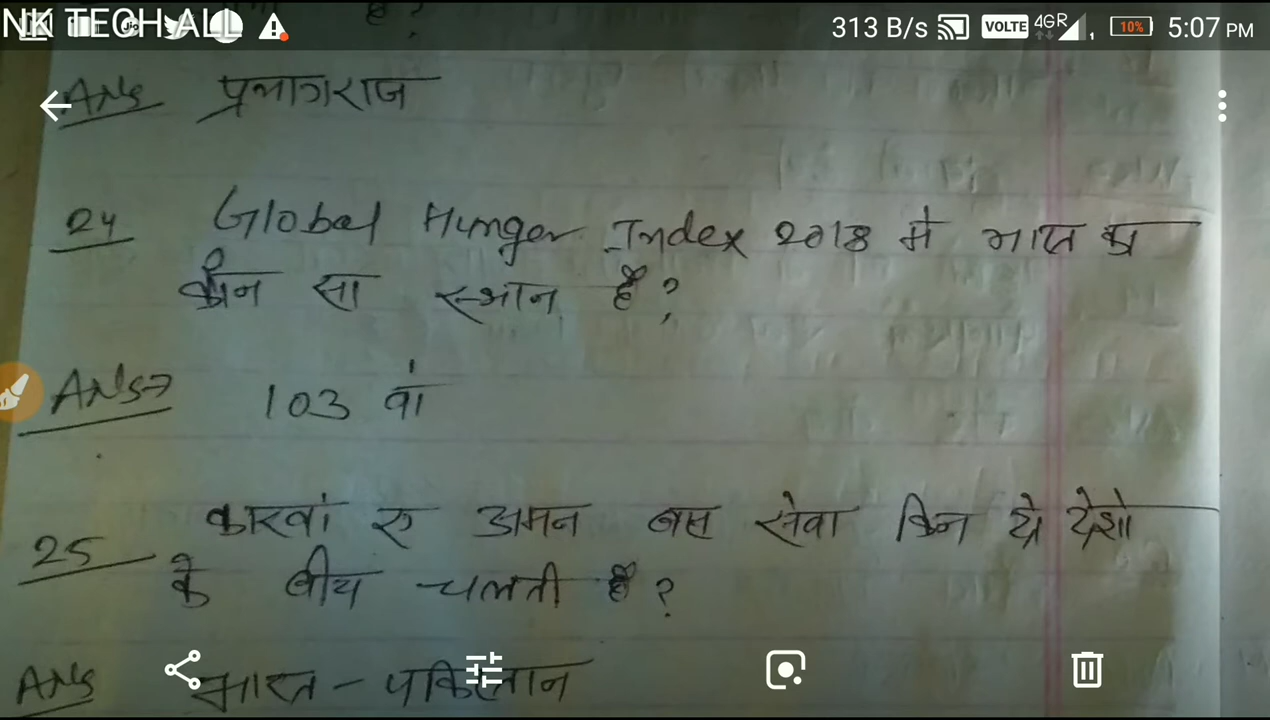 NK TECH ALL 313 B/s VOLTE 4GR 10% 5:07 PM
है?
Ans प्रयागराज
24 Global Hunger Index 2018 में भारत का
कौन सा स्थान है?
Ans→ 103 वां
25 कारवां ए अमन बस सेवा किन दो देशो
के बीच चलती है?
Ans भारत - पाकिस्तान